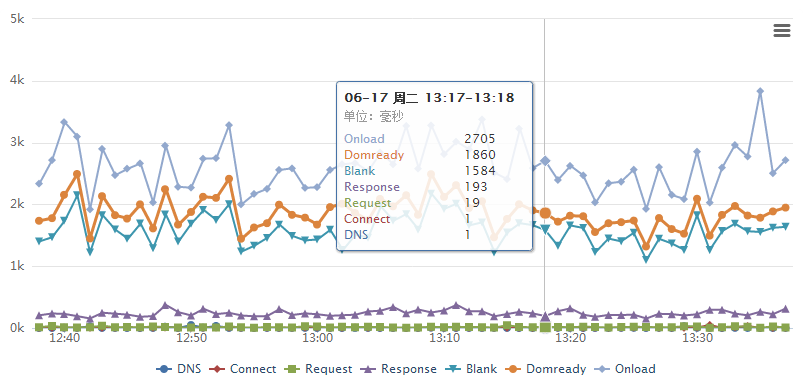 5k
4k
3k
2k
1k
0k
06-17 周二 13:17-13:18
单位：毫秒
Onload 2705
Domready 1860
Blank 1584
Response 193
Request 19
Connect 1
DNS 1
12:40 12:50 13:00 13:10 13:20 13:30
DNS Connect Request Response Blank Domready Onload